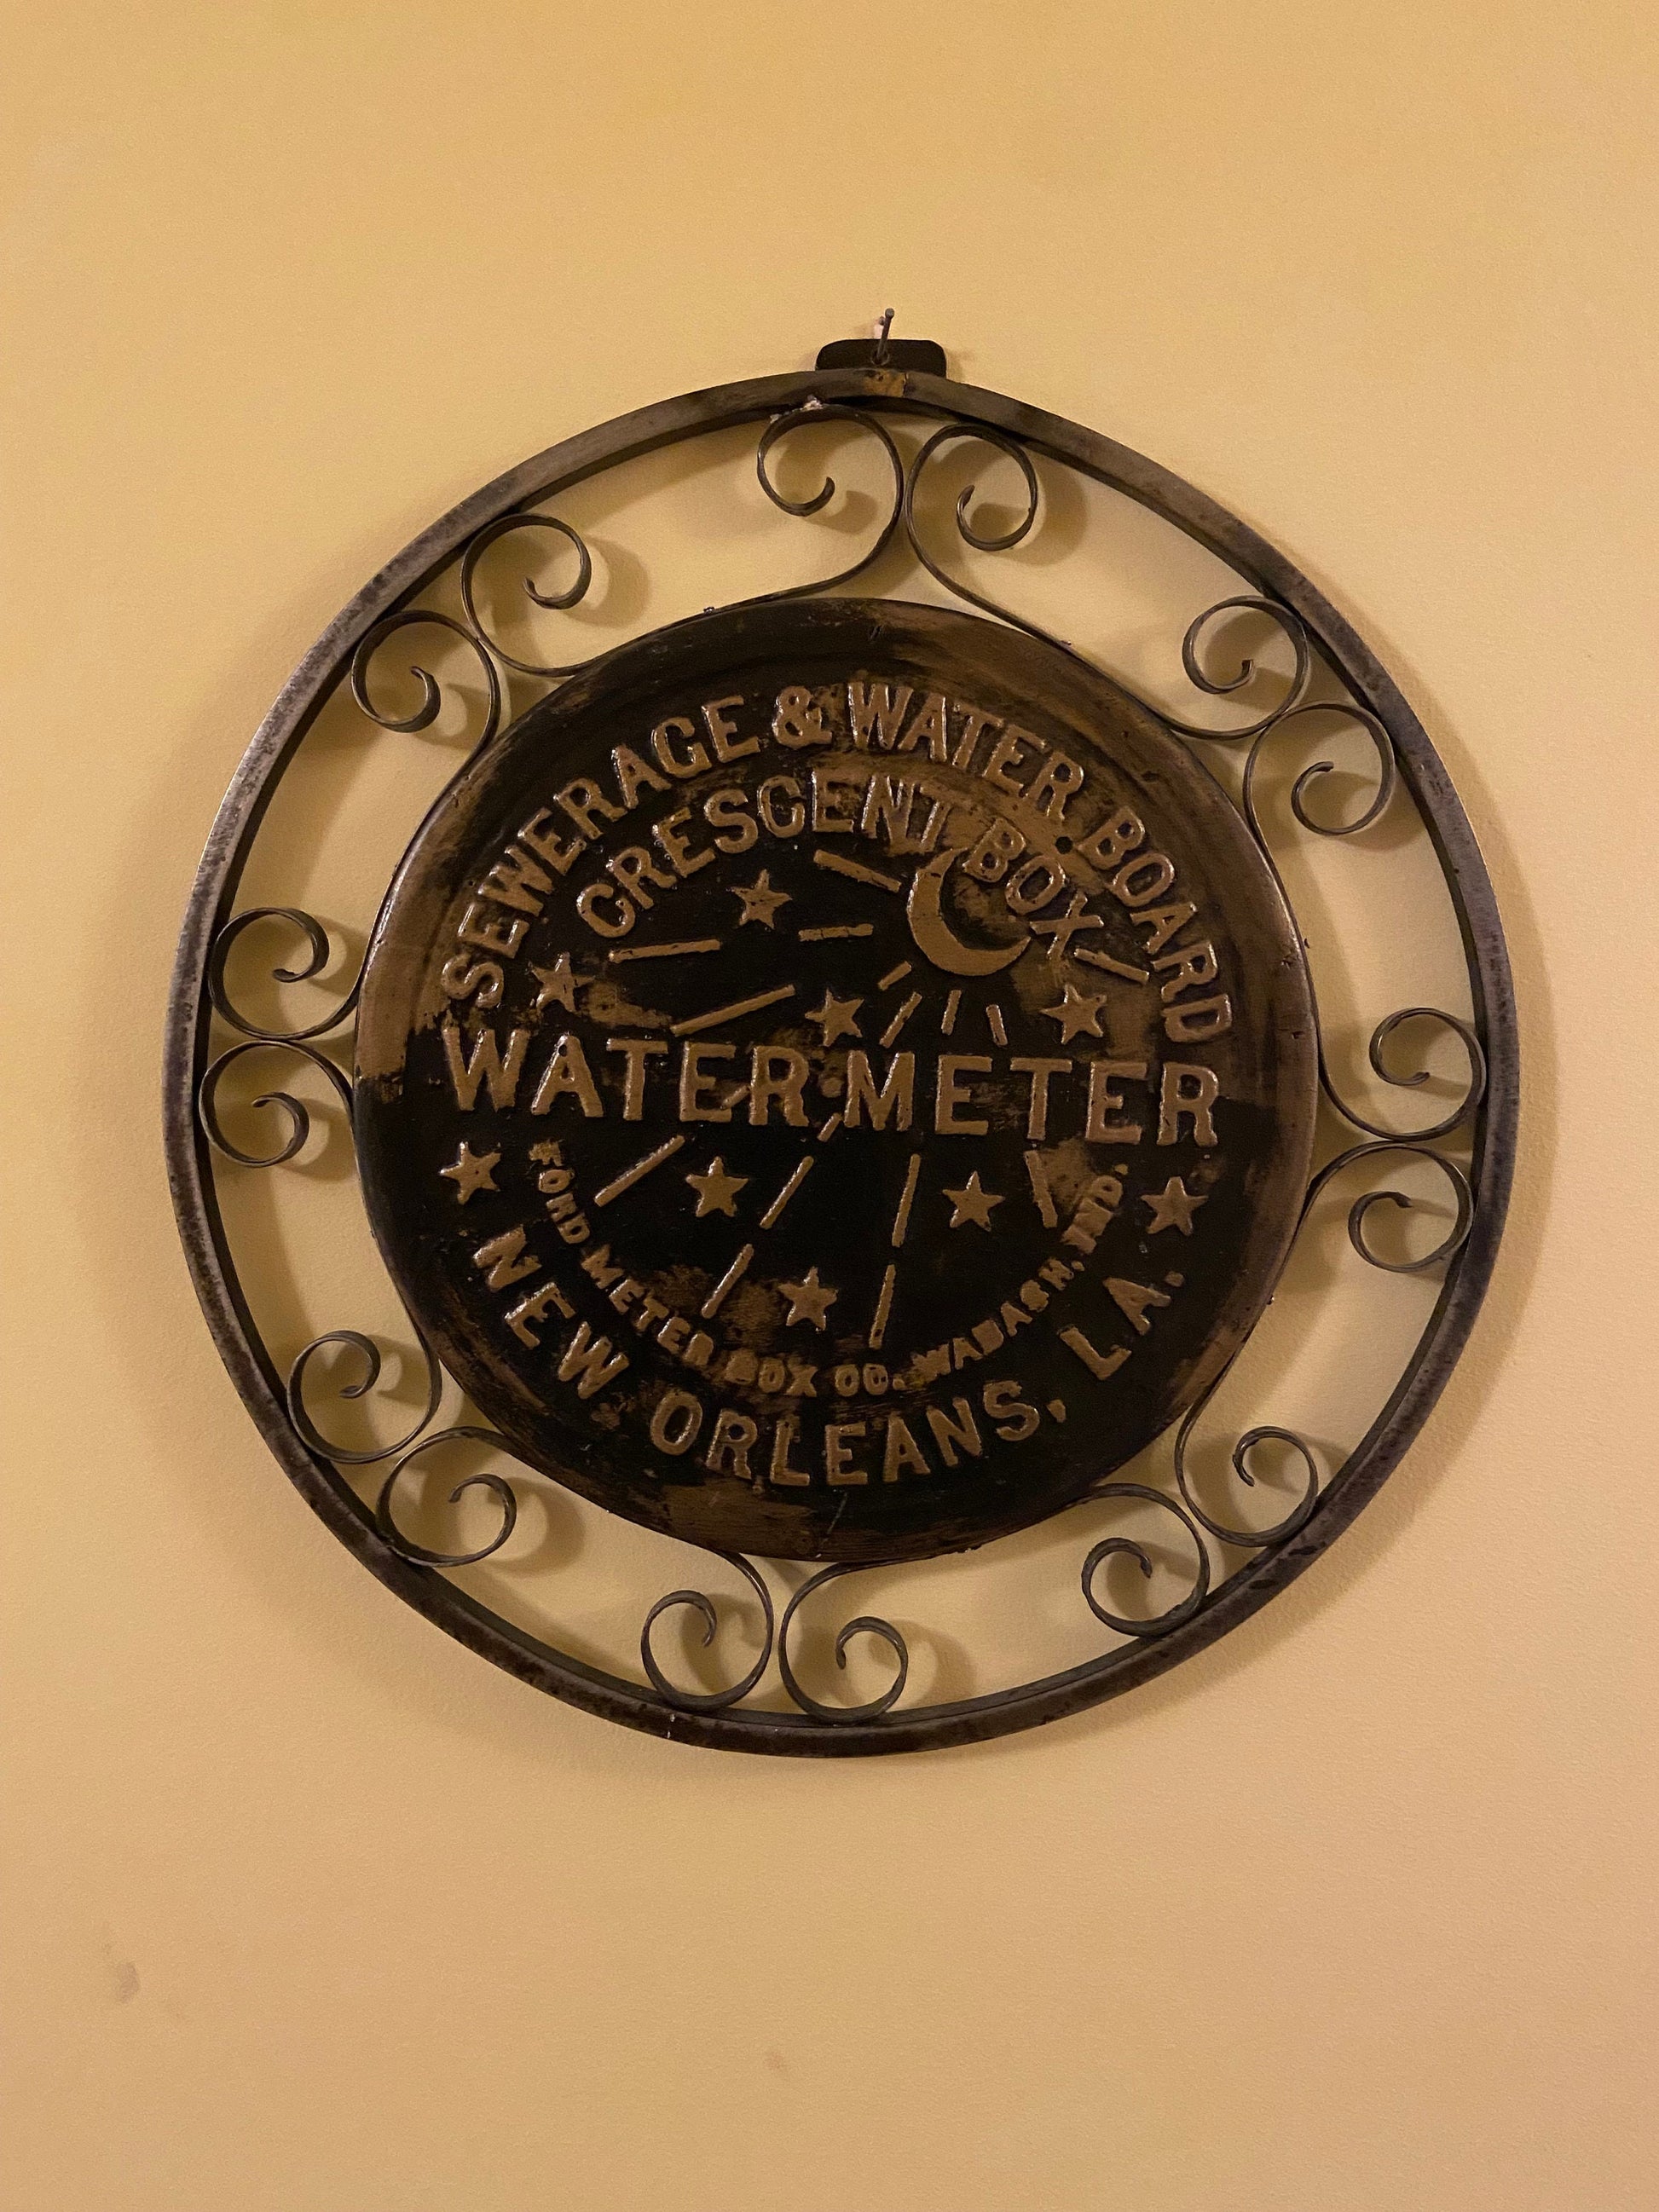 SEWERAGE & WATER BOARD
CRESCENT BOX
WATER METER
FORD METER BOX CO. WABASH, IND.
NEW ORLEANS, LA.